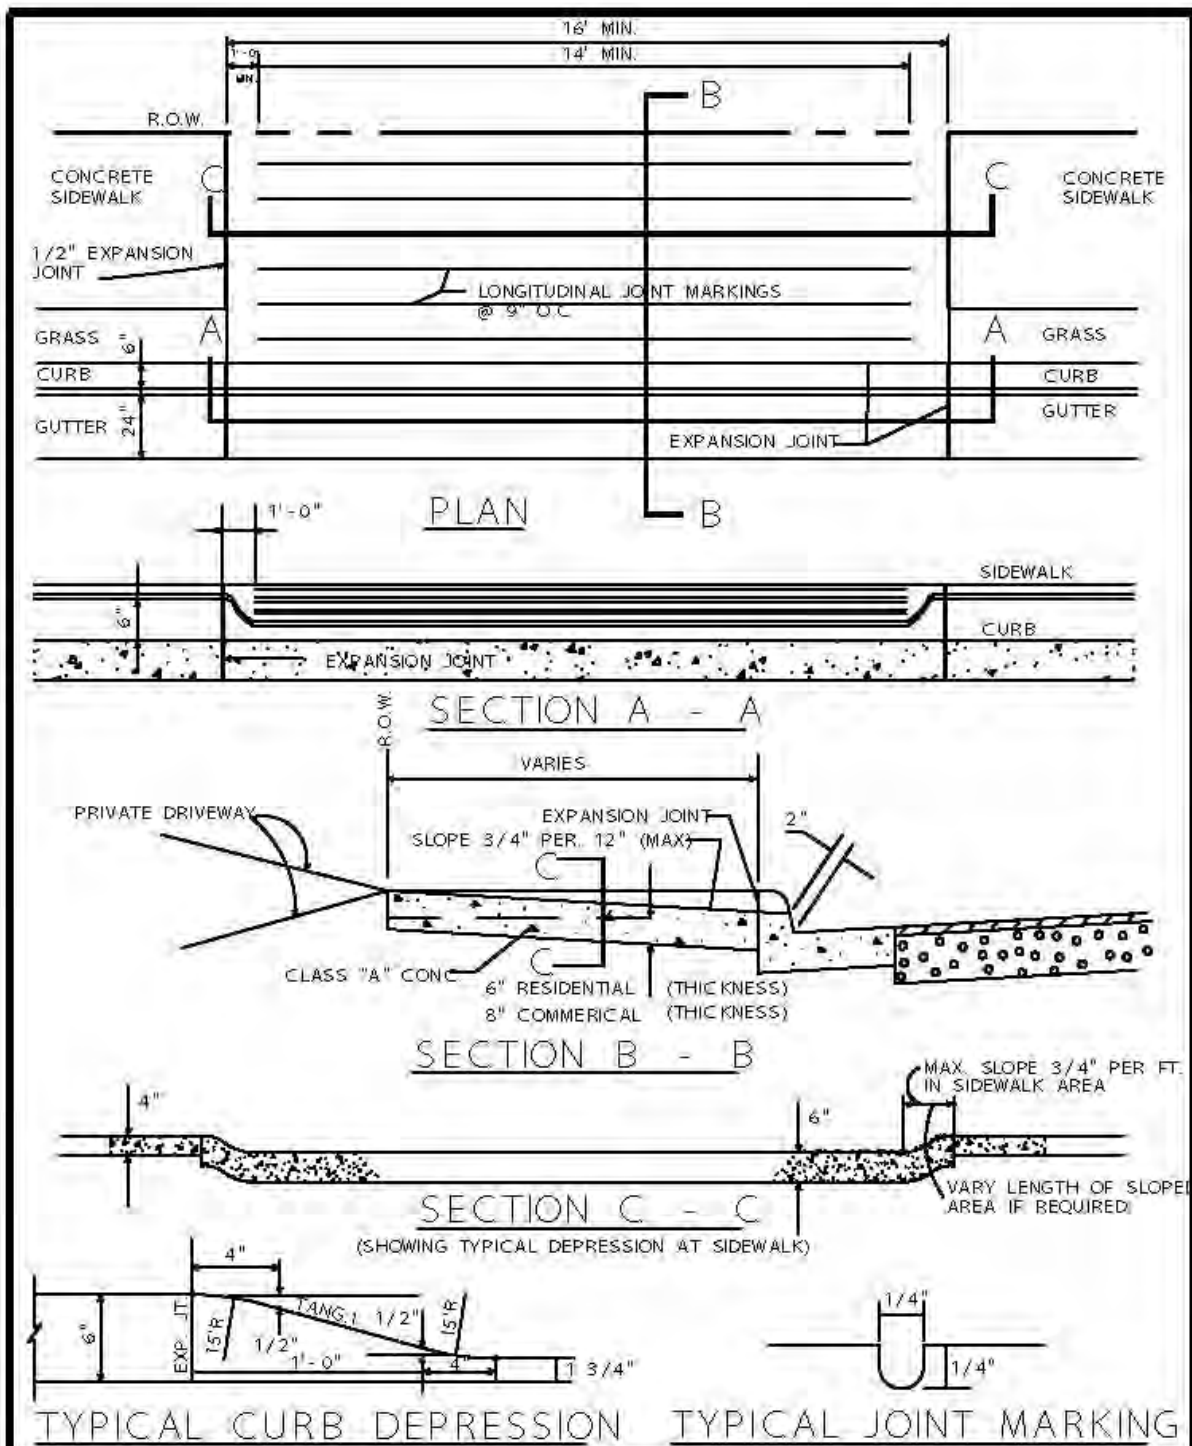 16' MIN.
1'-0
MIN.
14' MIN.
B
R.O.W.
CONCRETE
SIDEWALK
C
C
CONCRETE
SIDEWALK
1/2" EXPANSION
JOINT
LONGITUDINAL JOINT MARKINGS
@ 9" O.C
GRASS
6"
A
A
GRASS
CURB
CURB
GUTTER
24"
GUTTER
EXPANSION JOINT
1'-0"
PLAN
B
SIDEWALK
6"
CURB
EXPANSION JOINT
SECTION A - A
R.O.W
VARIES
PRIVATE DRIVEWAY
EXPANSION JOINT
2"
SLOPE 3/4" PER. 12" (MAX)
C
CLASS "A" CONC
C
6" RESIDENTIAL (THICKNESS)
8" COMMERICAL (THICKNESS)
SECTION B - B
MAX. SLOPE 3/4" PER FT.
IN SIDEWALK AREA
4"
6"
VARY LENGTH OF SLOPED
AREA IF REQUIRED
SECTION C - C
(SHOWING TYPICAL DEPRESSION AT SIDEWALK)
4"
1/4"
6"
EXP. JT.
15'R
TANG.
1/2"
1/2"
15'R
1'-0"
4"
1 3/4"
1/4"
TYPICAL CURB DEPRESSION
TYPICAL JOINT MARKING